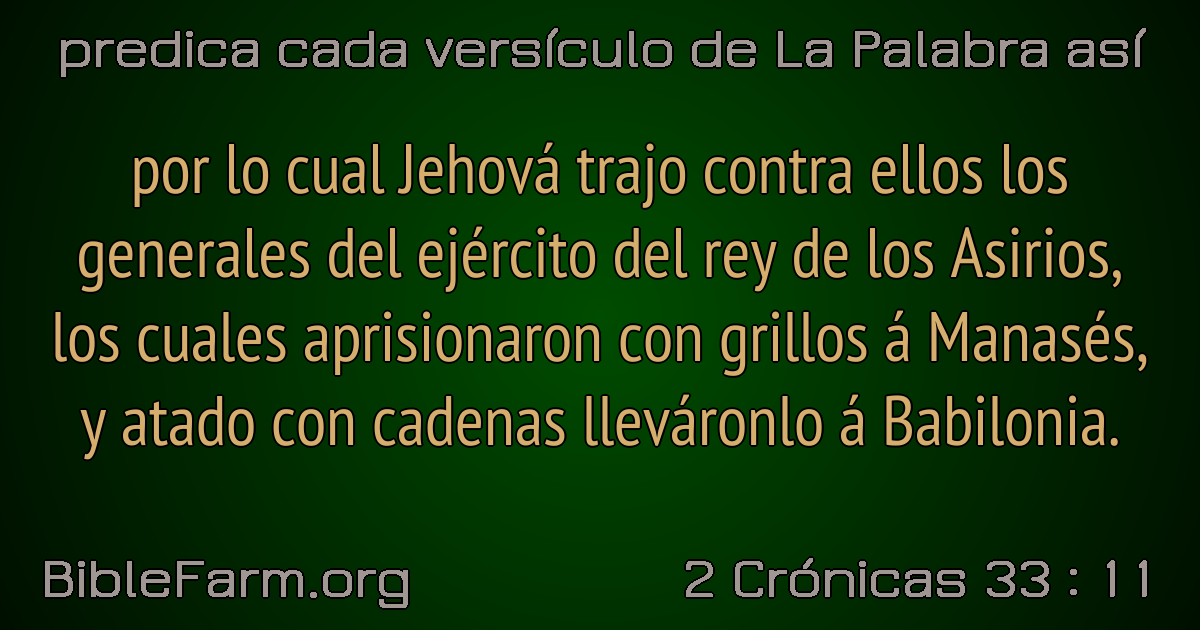 predica cada versículo de La Palabra así
por lo cual Jehová trajo contra ellos los
generales del ejército del rey de los Asirios,
los cuales aprisionaron con grillos á Manasés,
y atado con cadenas lleváronlo á Babilonia.
BibleFarm.org
2 Crónicas 33 : 11